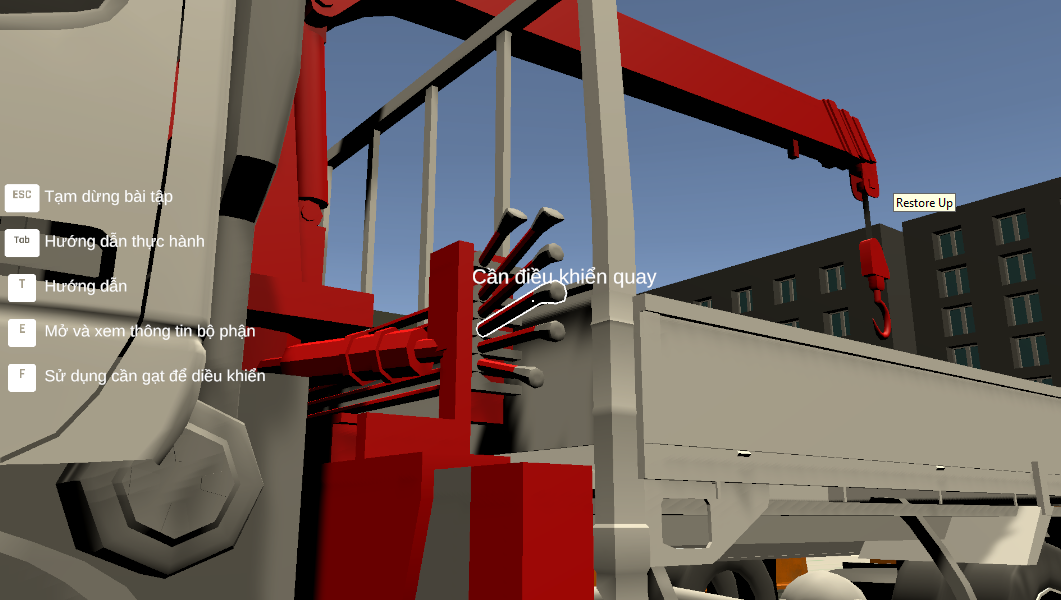 ESC Tạm dừng bài tập
Restore Up
Tab Hướng dẫn thực hành
Cần điều khiển quay
T Hướng dẫn
E Mở và xem thông tin bộ phận
F Sử dụng cần gạt để điều khiển